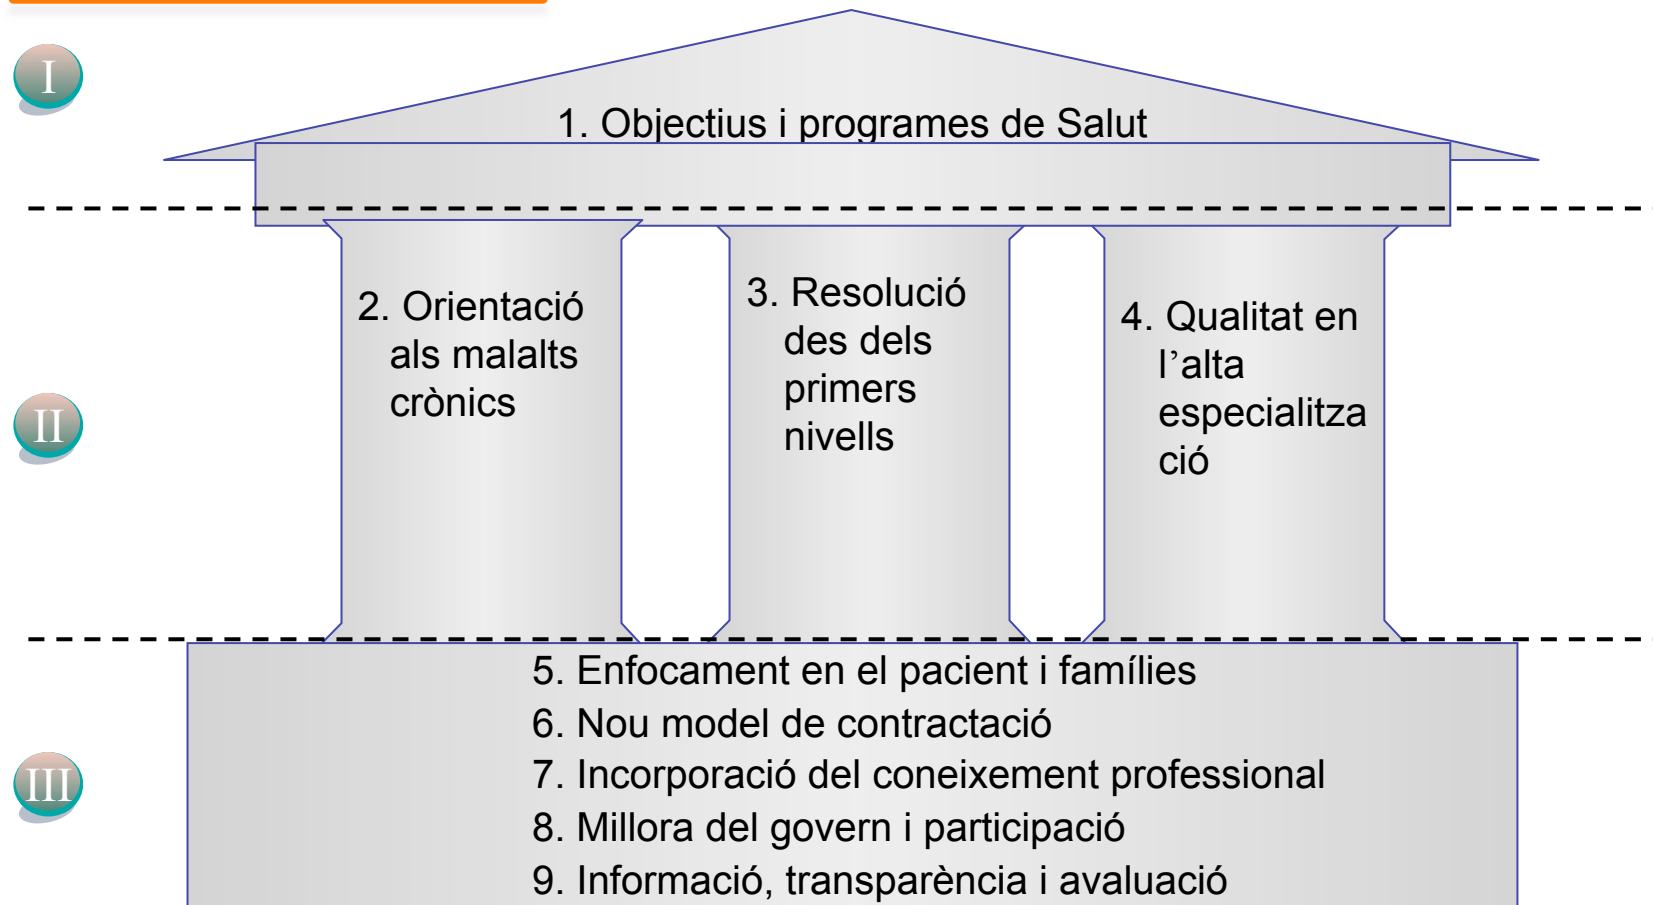 I
1. Objectius i programes de Salut
II
2. Orientació
als malalts
crònics
3. Resolució
des dels
primers
nivells
4. Qualitat en
l’alta
especialitza
ció
III
5. Enfocament en el pacient i famílies
6. Nou model de contractació
7. Incorporació del coneixement professional
8. Millora del govern i participació
9. Informació, transparència i avaluació